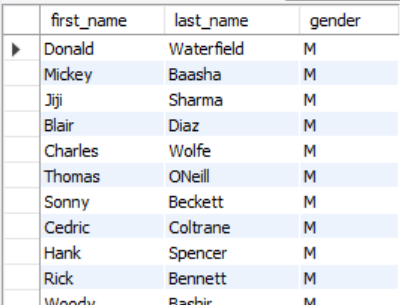 first_name last_name gender
Donald Waterfield M
Mickey Baasha M
Jiji Sharma M
Blair Diaz M
Charles Wolfe M
Thomas ONeill M
Sonny Beckett M
Cedric Coltrane M
Hank Spencer M
Rick Bennett M
Woody Bashir M